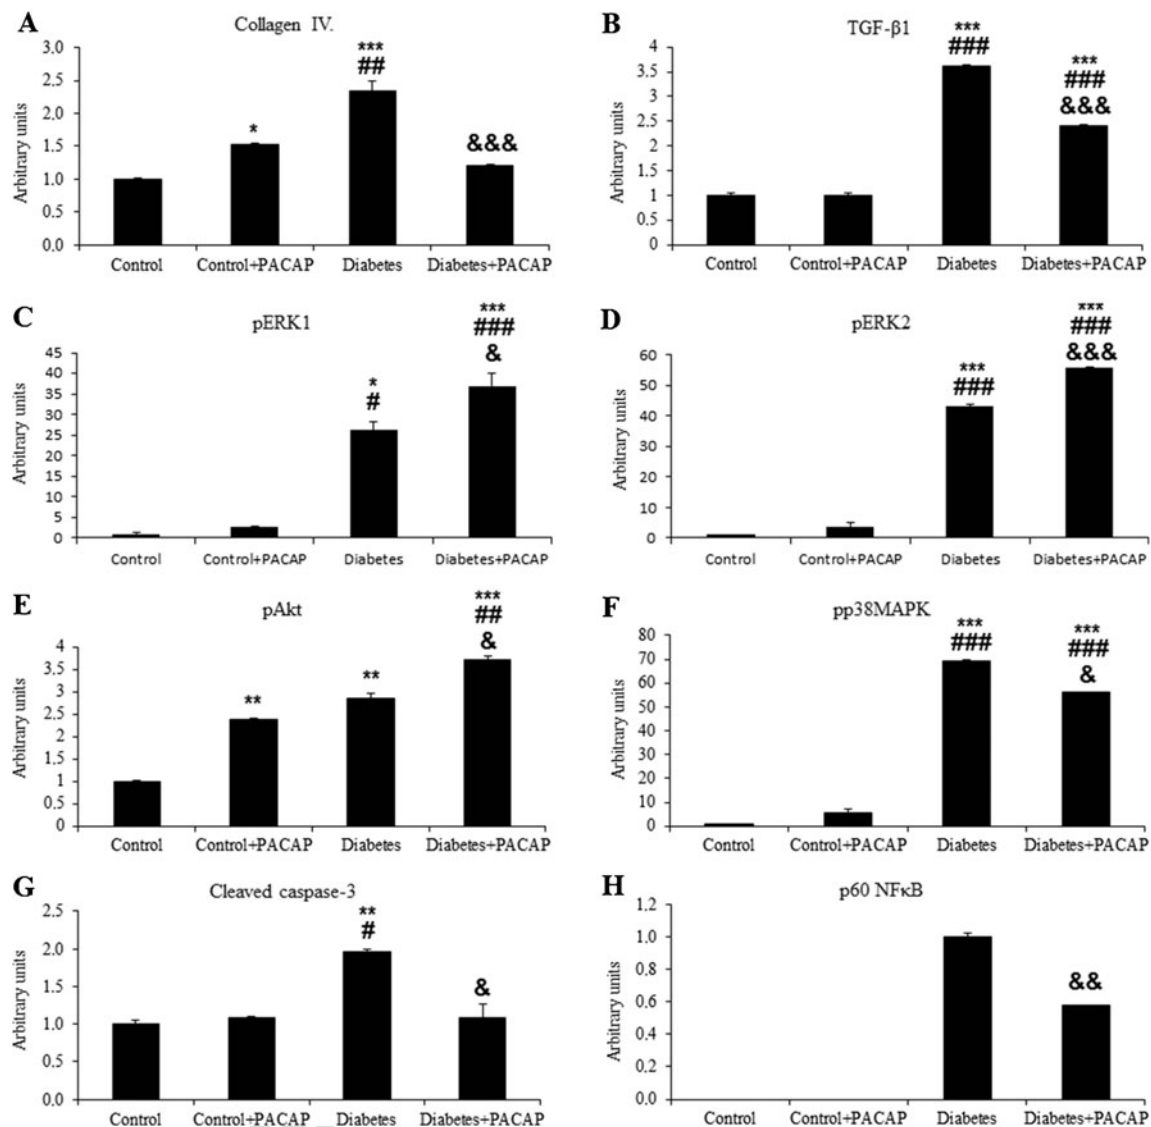 A
Collagen IV.
***
##
*
&&&
3.0
2.5
2.0
1.5
1.0
0.5
0.0
Arbitrary units
Control
Control+PACAP
Diabetes
Diabetes+PACAP
B
TGF-β1
***
###
***
###
&&&
4
3.5
3
2.5
2
1.5
1
0.5
0
Arbitrary units
Control
Control+PACAP
Diabetes
Diabetes+PACAP
C
pERK1
***
###
&
*
#
45
40
35
30
25
20
15
10
5
0
Arbitrary units
Control
Control+PACAP
Diabetes
Diabetes+PACAP
D
pERK2
***
###
&&&
***
###
60
50
40
30
20
10
0
Arbitrary units
Control
Control+PACAP
Diabetes
Diabetes+PACAP
E
pAkt
***
##
&
**
**
4
3.5
3
2.5
2
1.5
1
0.5
0
Arbitrary units
Control
Control+PACAP
Diabetes
Diabetes+PACAP
F
pp38MAPK
***
###
***
###
&
80
70
60
50
40
30
20
10
0
Arbitrary units
Control
Control+PACAP
Diabetes
Diabetes+PACAP
G
Cleaved caspase-3
**
#
&
2.5
2.0
1.5
1.0
0.5
0.0
Arbitrary units
Control
Control+PACAP
Diabetes
Diabetes+PACAP
H
p60 NFκB
&&
1.2
1.0
0.8
0.6
0.4
0.2
0.0
Arbitrary units
Control
Control+PACAP
Diabetes
Diabetes+PACAP